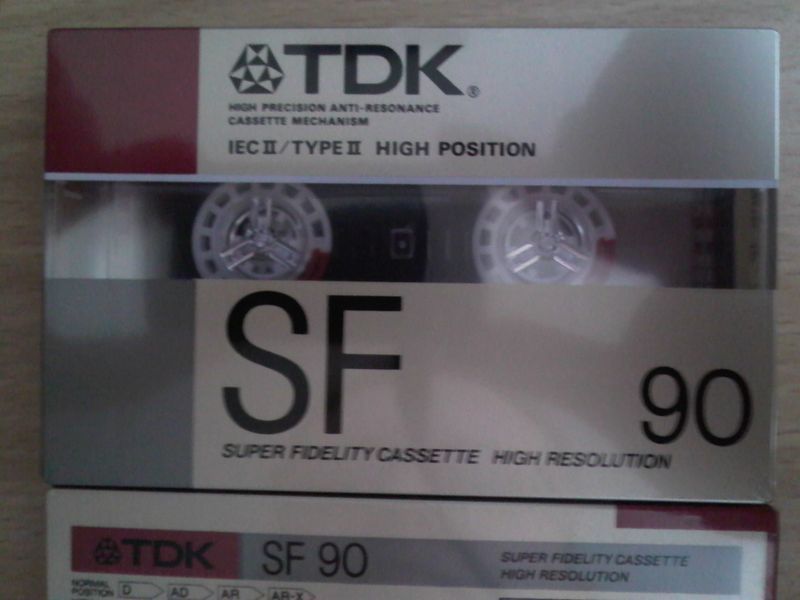 TDK®
HIGH PRECISION ANTI-RESONANCE
CASSETTE MECHANISM
IEC II/TYPE II HIGH POSITION
SF
90
SUPER FIDELITY CASSETTE HIGH RESOLUTION
TDK SF 90
SUPER FIDELITY CASSETTE
HIGH RESOLUTION
NORMAL
POSITION D AD AR AR-X